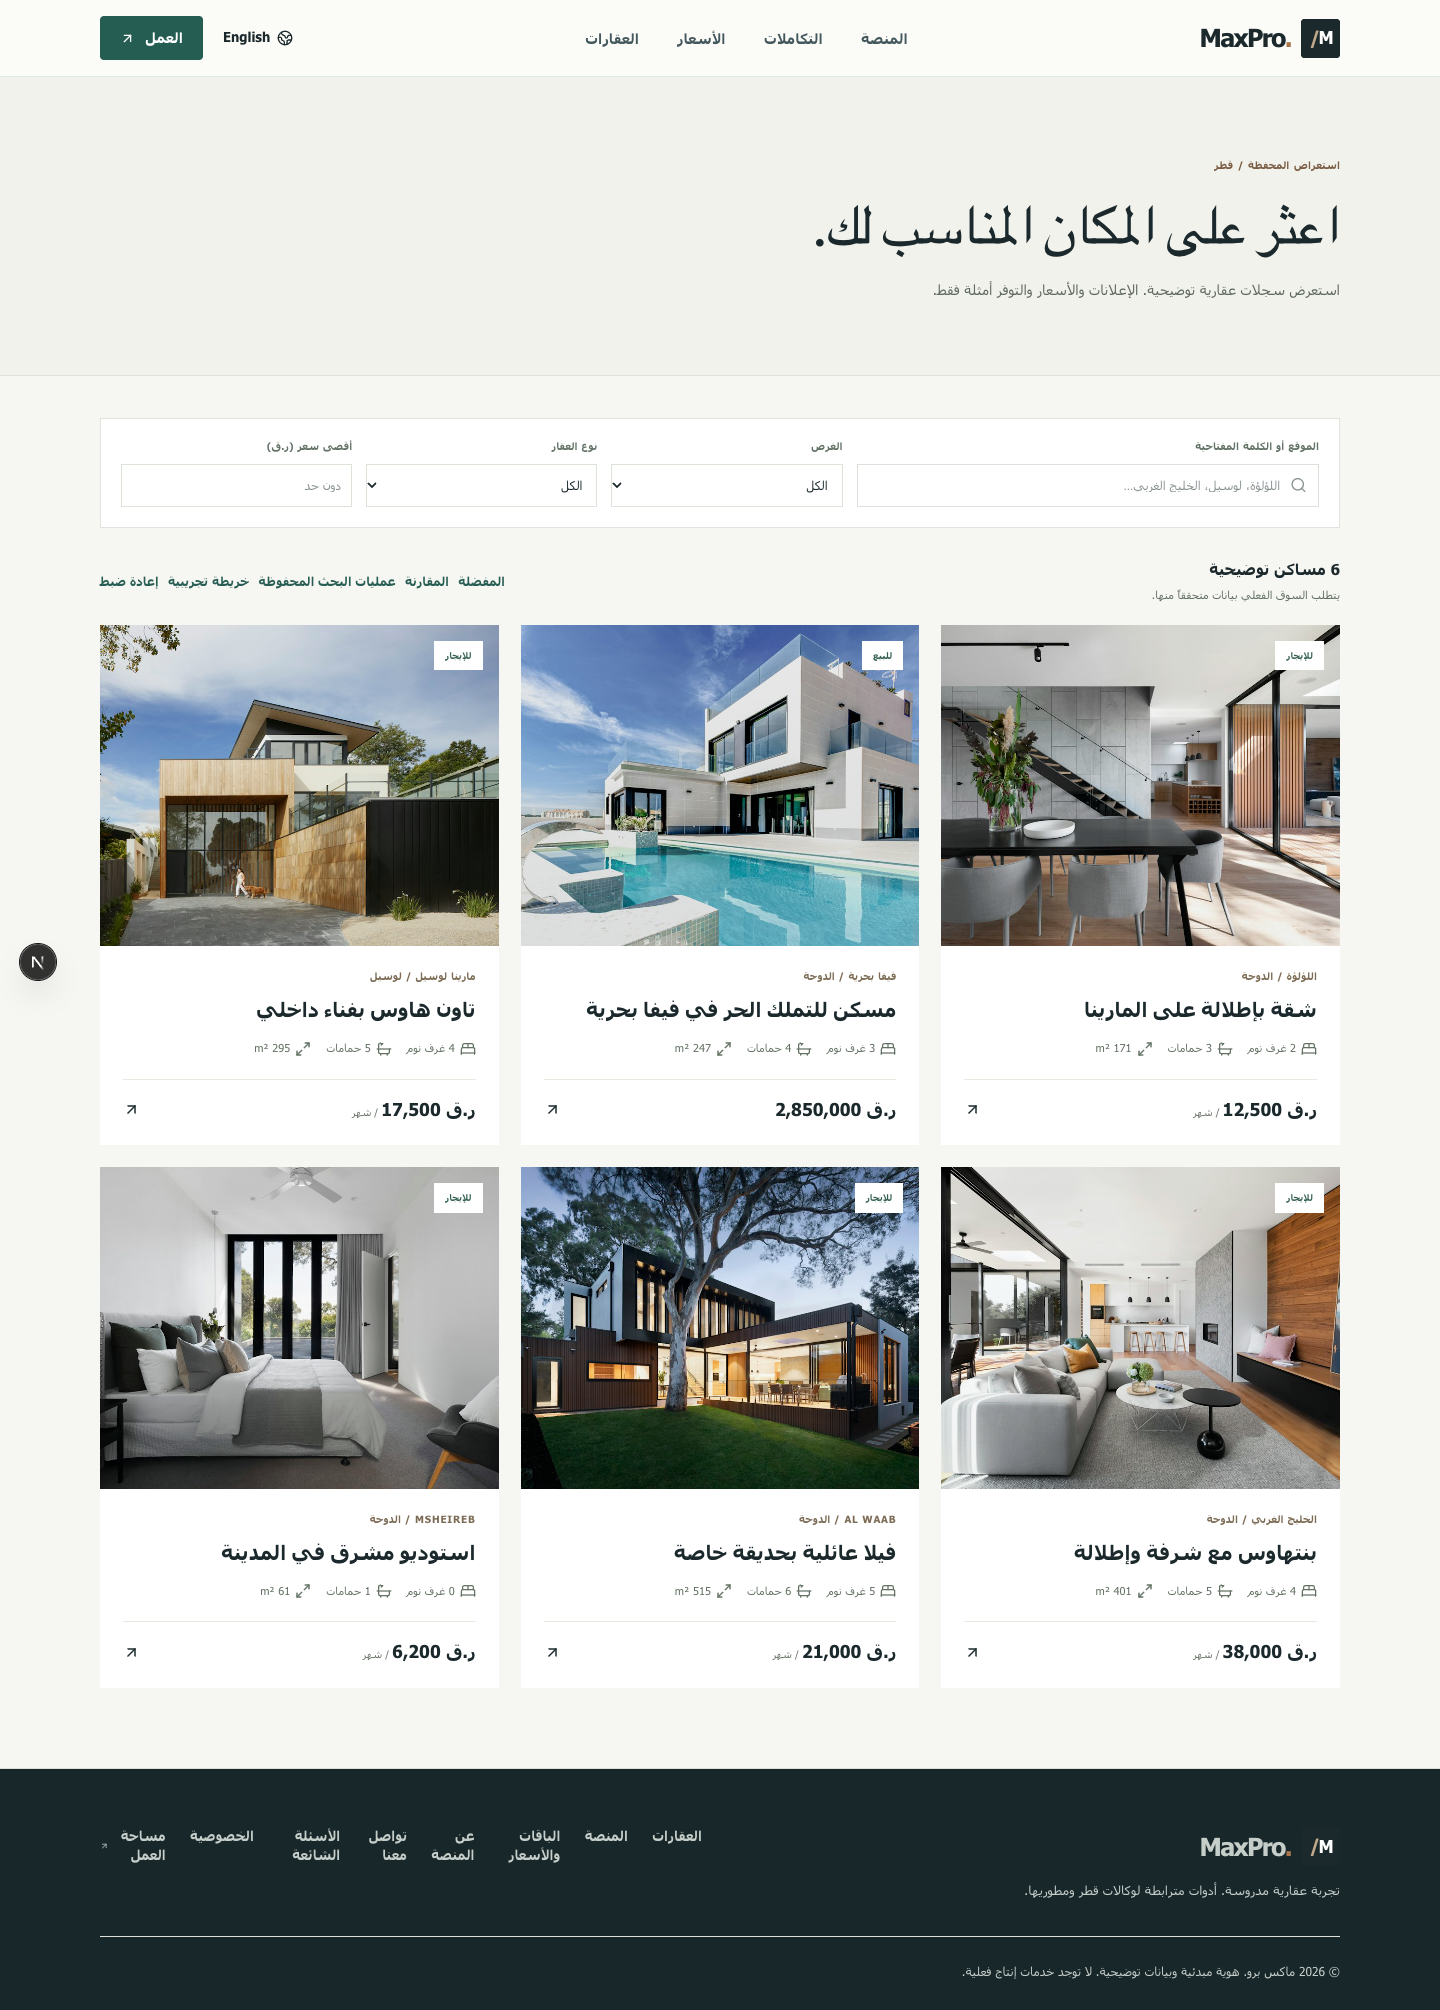 M/ MaxPro.
المنصة
التكاملات
الأسعار
العقارات
English
العمل
استعراض المحفظة / قطر
اعثر على المكان المناسب لك.
استعرض سجلات عقارية توضيحية. الإعلانات والأسعار والتوفر أمثلة فقط.
الموقع أو الكلمة المفتاحية
الغرض
نوع العقار
أقصى سعر (ر.ق)
اللؤلؤة، لوسيل، الخليج الغربي...
الكل
الكل
دون حد
6 مساكن توضيحية
يتطلب السوق الفعلي بيانات متحققاً منها.
المفضلة
المقارنة
عمليات البحث المحفوظة
خريطة تجريبية
إعادة ضبط
للإيجار
اللؤلؤة / الدوحة
شقة بإطلالة على المارينا
2 غرف نوم
3 حمامات
171 m²
ر.ق 12,500 / شهر
للبيع
فيفا بحرية / الدوحة
مسكن للتملك الحر في فيفا بحرية
3 غرف نوم
4 حمامات
247 m²
ر.ق 2,850,000
للإيجار
مارينا لوسيل / لوسيل
تاون هاوس بفناء داخلي
4 غرف نوم
5 حمامات
295 m²
ر.ق 17,500 / شهر
للإيجار
الخليج الغربي / الدوحة
بنتهاوس مع شرفة وإطلالة
4 غرف نوم
5 حمامات
401 m²
ر.ق 38,000 / شهر
للإيجار
AL WAAB / الدوحة
فيلا عائلية بحديقة خاصة
5 غرف نوم
6 حمامات
515 m²
ر.ق 21,000 / شهر
للإيجار
MSHEIREB / الدوحة
استوديو مشرق في المدينة
0 غرف نوم
1 حمامات
61 m²
ر.ق 6,200 / شهر
M/ MaxPro.
تجربة عقارية مدروسة. أدوات مترابطة لوكالات قطر ومطوريها.
العقارات
المنصة
الباقات
والأسعار
عن
المنصة
تواصل
معنا
الأسئلة
الشائعة
الخصوصية
مساحة
العمل
© 2026 ماكس برو. هوية مبدئية وبيانات توضيحية. لا توجد خدمات إنتاج فعلية.